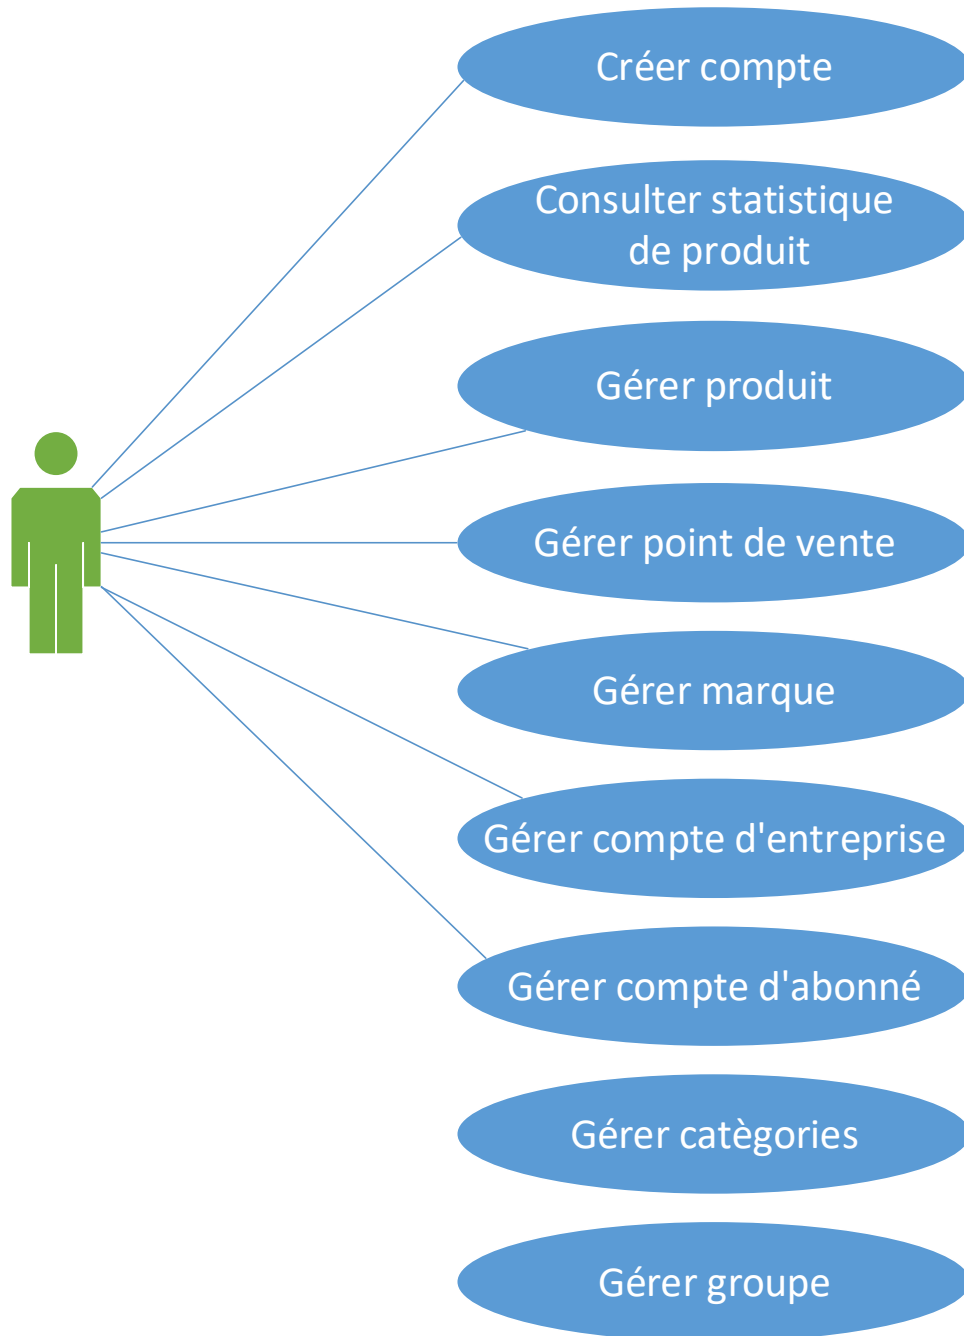 Créer compte
Consulter statistique
de produit
Gérer produit
Gérer point de vente
Gérer marque
Gérer compte d'entreprise
Gérer compte d'abonné
Gérer catègories
Gérer groupe